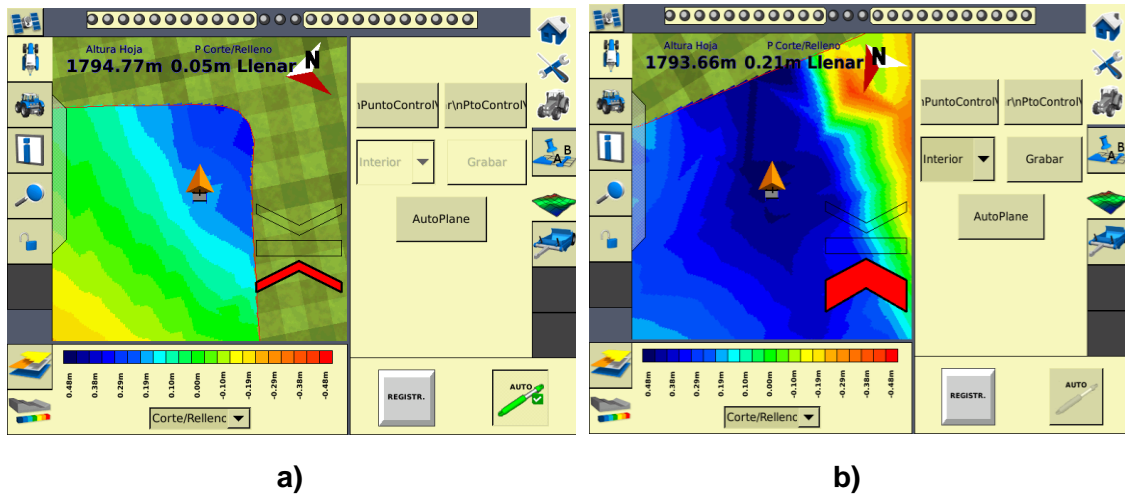 Altura Hoja P Corte/Relleno
1794.77m 0.05m Llenar
N
ıPuntoControl\ r\nPtoControl\
Interior Grabar
AutoPlane
A B
0.48m 0.38m 0.29m 0.19m 0.10m 0.00m -0.10m -0.19m -0.29m -0.38m -0.48m
Corte/Rellenc
REGISTR.
AUTO
a)
Altura Hoja P Corte/Relleno
1793.66m 0.21m Llenar
N
ıPuntoControl\ r\nPtoControl\
Interior Grabar
AutoPlane
A B
0.48m 0.38m 0.29m 0.19m 0.10m 0.00m -0.10m -0.19m -0.29m -0.38m -0.48m
Corte/Rellenc
REGISTR.
AUTO
b)